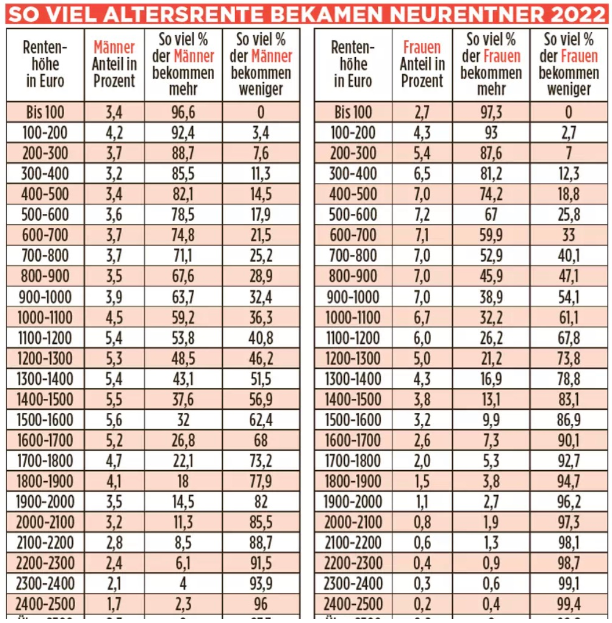 SO VIEL ALTERSRENTE BEKAMEN NEURENTNER 2022
Renten-
höhe
in Euro
Männer
Anteil in
Prozent
So viel %
der Männer
bekommen
mehr
So viel %
der Männer
bekommen
weniger
Bis 100 3,4 96,6 0
100-200 4,2 92,4 3,4
200-300 3,7 88,7 7,6
300-400 3,2 85,5 11,3
400-500 3,4 82,1 14,5
500-600 3,6 78,5 17,9
600-700 3,7 74,8 21,5
700-800 3,7 71,1 25,2
800-900 3,5 67,6 28,9
900-1000 3,9 63,7 32,4
1000-1100 4,5 59,2 36,3
1100-1200 5,4 53,8 40,8
1200-1300 5,3 48,5 46,2
1300-1400 5,4 43,1 51,5
1400-1500 5,5 37,6 56,9
1500-1600 5,6 32 62,4
1600-1700 5,2 26,8 68
1700-1800 4,7 22,1 73,2
1800-1900 4,1 18 77,9
1900-2000 3,5 14,5 82
2000-2100 3,2 11,3 85,5
2100-2200 2,8 8,5 88,7
2200-2300 2,4 6,1 91,5
2300-2400 2,1 4 93,9
2400-2500 1,7 2,3 96
Renten-
höhe
in Euro
Frauen
Anteil in
Prozent
So viel %
der Frauen
bekommen
mehr
So viel %
der Frauen
bekommen
weniger
Bis 100 2,7 97,3 0
100-200 4,3 93 2,7
200-300 5,4 87,6 7
300-400 6,5 81,2 12,3
400-500 7,0 74,2 18,8
500-600 7,2 67 25,8
600-700 7,1 59,9 33
700-800 7,0 52,9 40,1
800-900 7,0 45,9 47,1
900-1000 7,0 38,9 54,1
1000-1100 6,7 32,2 61,1
1100-1200 6,0 26,2 67,8
1200-1300 5,0 21,2 73,8
1300-1400 4,3 16,9 78,8
1400-1500 3,8 13,1 83,1
1500-1600 3,2 9,9 86,9
1600-1700 2,6 7,3 90,1
1700-1800 2,0 5,3 92,7
1800-1900 1,5 3,8 94,7
1900-2000 1,1 2,7 96,2
2000-2100 0,8 1,9 97,3
2100-2200 0,6 1,3 98,1
2200-2300 0,4 0,9 98,7
2300-2400 0,3 0,6 99,1
2400-2500 0,2 0,4 99,4